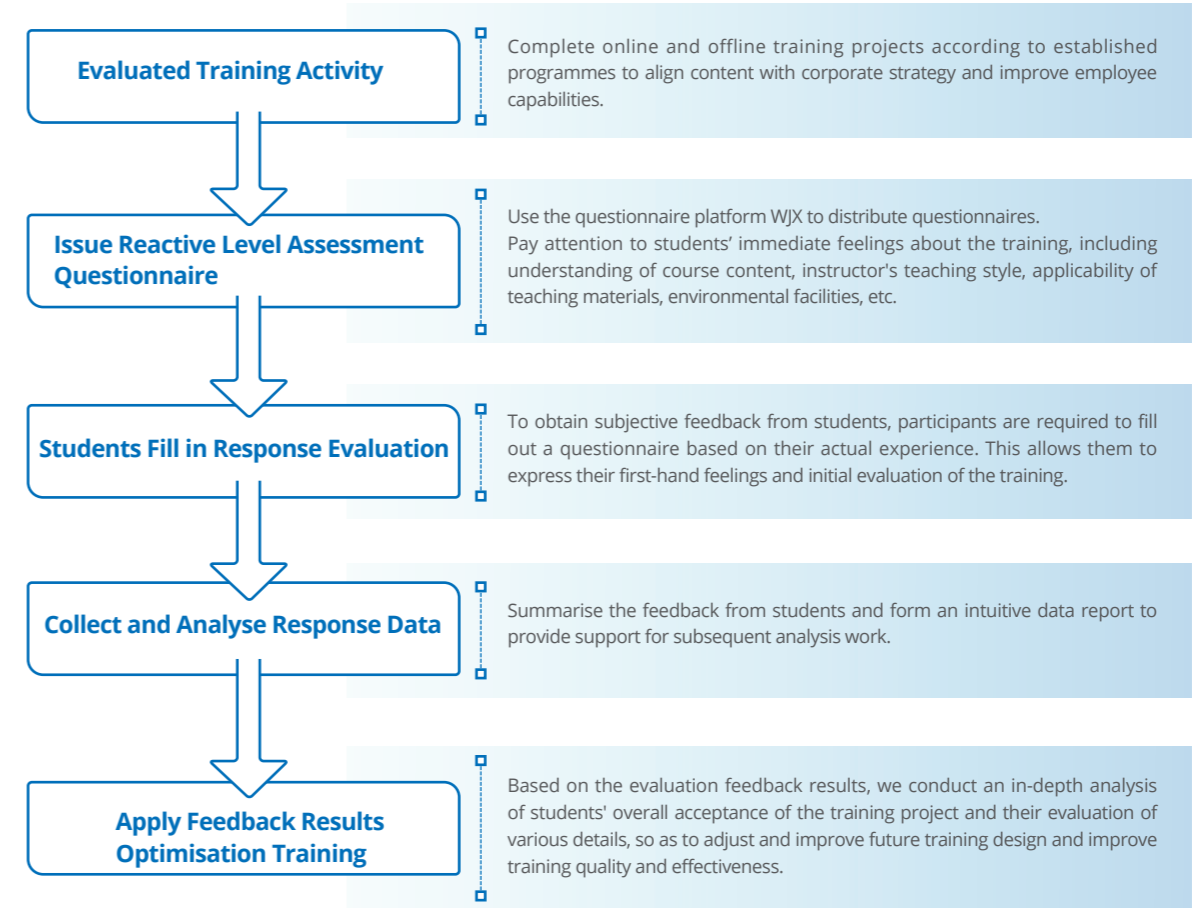 Evaluated Training Activity
Complete online and offline training projects according to established
programmes to align content with corporate strategy and improve employee
capabilities.
Issue Reactive Level Assessment
Questionnaire
Use the questionnaire platform WJX to distribute questionnaires.
Pay attention to students’ immediate feelings about the training, including
understanding of course content, instructor's teaching style, applicability of
teaching materials, environmental facilities, etc.
Students Fill in Response Evaluation
To obtain subjective feedback from students, participants are required to fill
out a questionnaire based on their actual experience. This allows them to
express their first-hand feelings and initial evaluation of the training.
Collect and Analyse Response Data
Summarise the feedback from students and form an intuitive data report to
provide support for subsequent analysis work.
Apply Feedback Results
Optimisation Training
Based on the evaluation feedback results, we conduct an in-depth analysis
of students' overall acceptance of the training project and their evaluation of
various details, so as to adjust and improve future training design and improve
training quality and effectiveness.